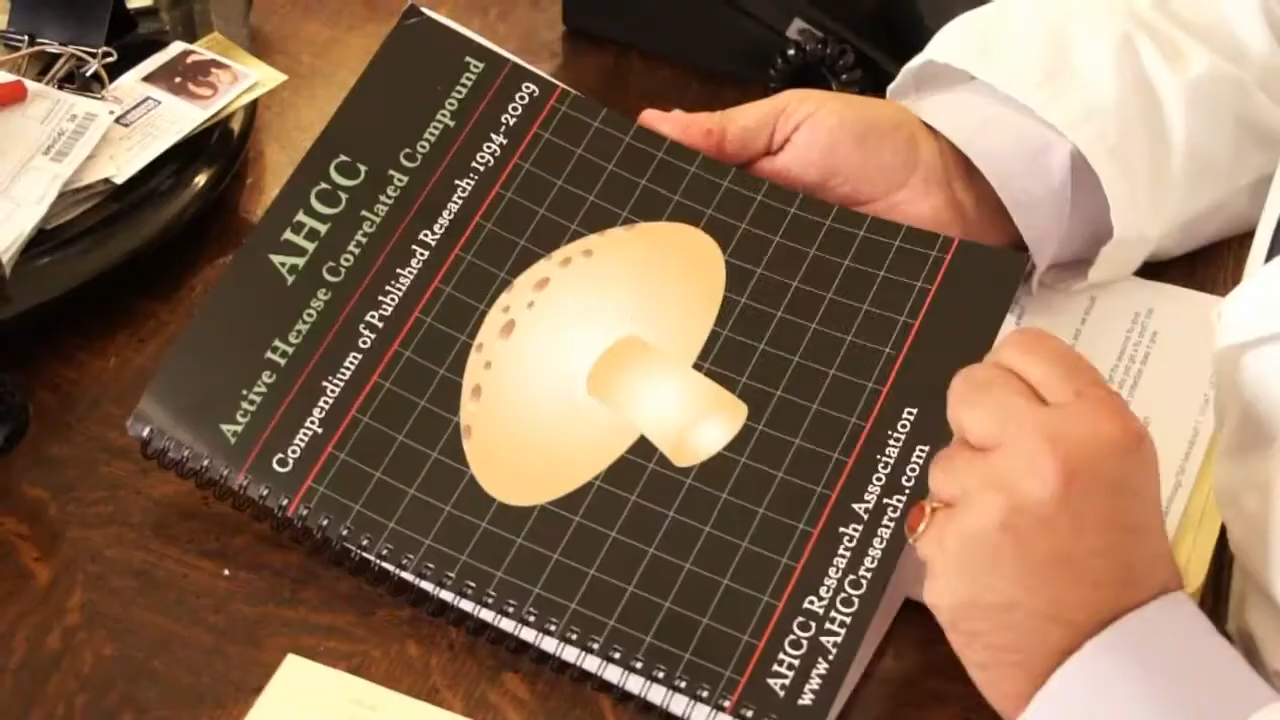 AHCC
Active Hexose Correlated Compound
Compendium of Published Research: 1994-2009
AHCC Research Association
www.AHCCresearch.com